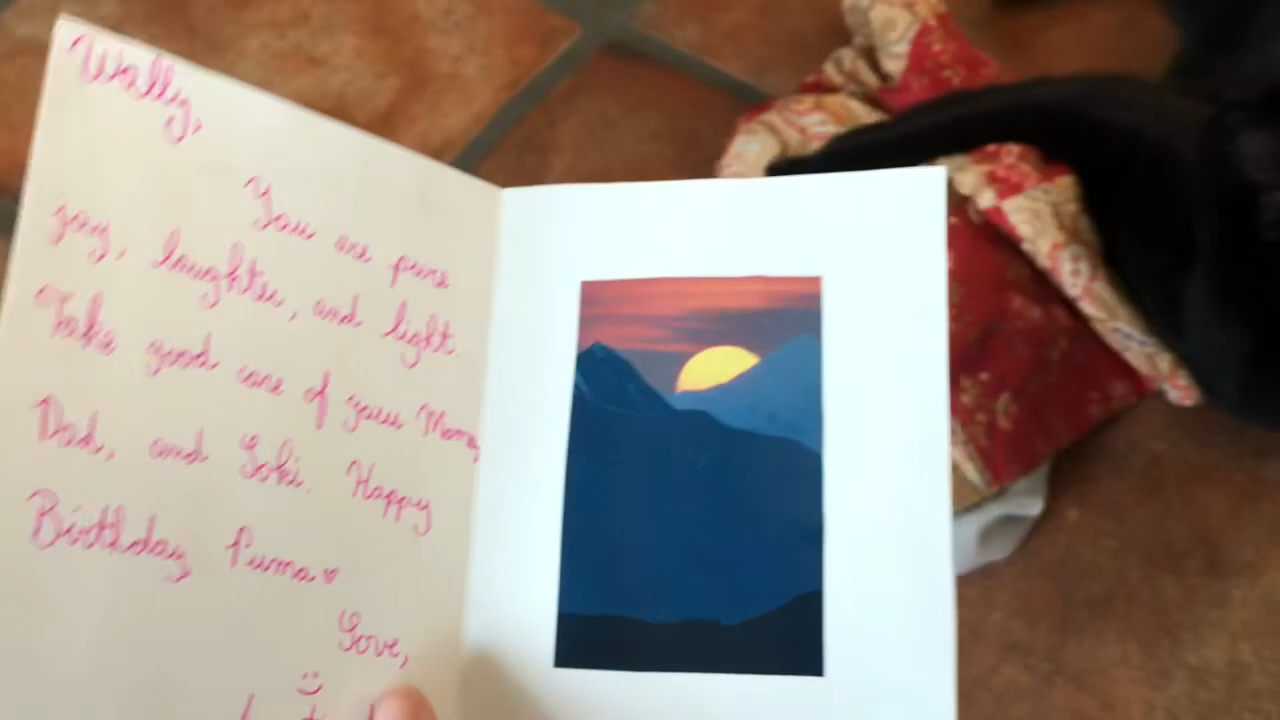 Wally,
You are pure
joy, laughter, and light
Take good care of your Mom,
Dad, and Loki. Happy
Birthday Puma♥
Love,
:)